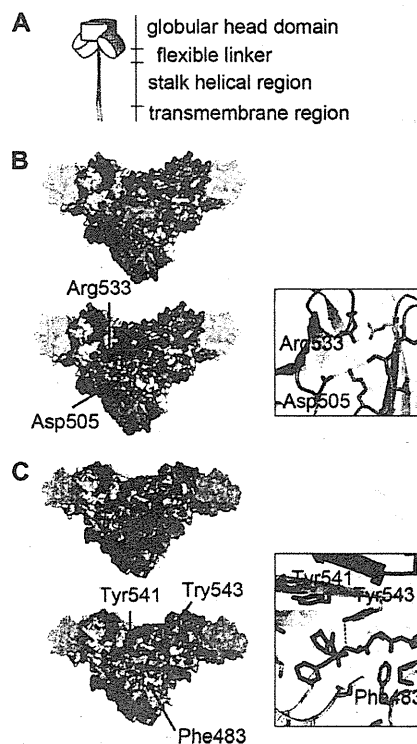 A
globular head domain
flexible linker
stalk helical region
transmembrane region
B
Arg533
Asp505
Arg533
Asp505
C
Tyr541
Try543
Phe483
Tyr541
Tyr543
Phe483